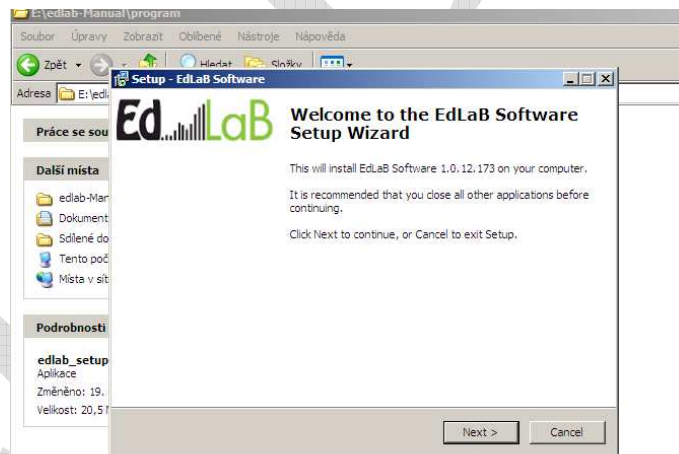 E:\edlab-Manual\program
Soubor Úpravy Zobrazit Oblíbené Nástroje Nápověda
Zpět Hledat Složky
Adresa E:\edl
Setup - EdLaB Software
EdLaB
Welcome to the EdLaB Software
Setup Wizard
This will install EdLaB Software 1.0.12.173 on your computer.
It is recommended that you close all other applications before
continuing.
Click Next to continue, or Cancel to exit Setup.
Práce se sou
Další místa
edlab-Mar
Dokument
Sdílené do
Tento poč
Místa v sít
Podrobnosti
edlab_setup
Aplikace
Změněno: 19.
Velikost: 20,5
Next >
Cancel